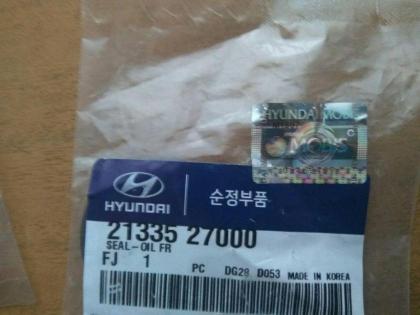 HYUNDAI MOBIS
MOBIS
HYUNDAI
순정부품
21335 27000
SEAL-OIL FR
FJ 1
PC DG28 D053 MADE IN KOREA